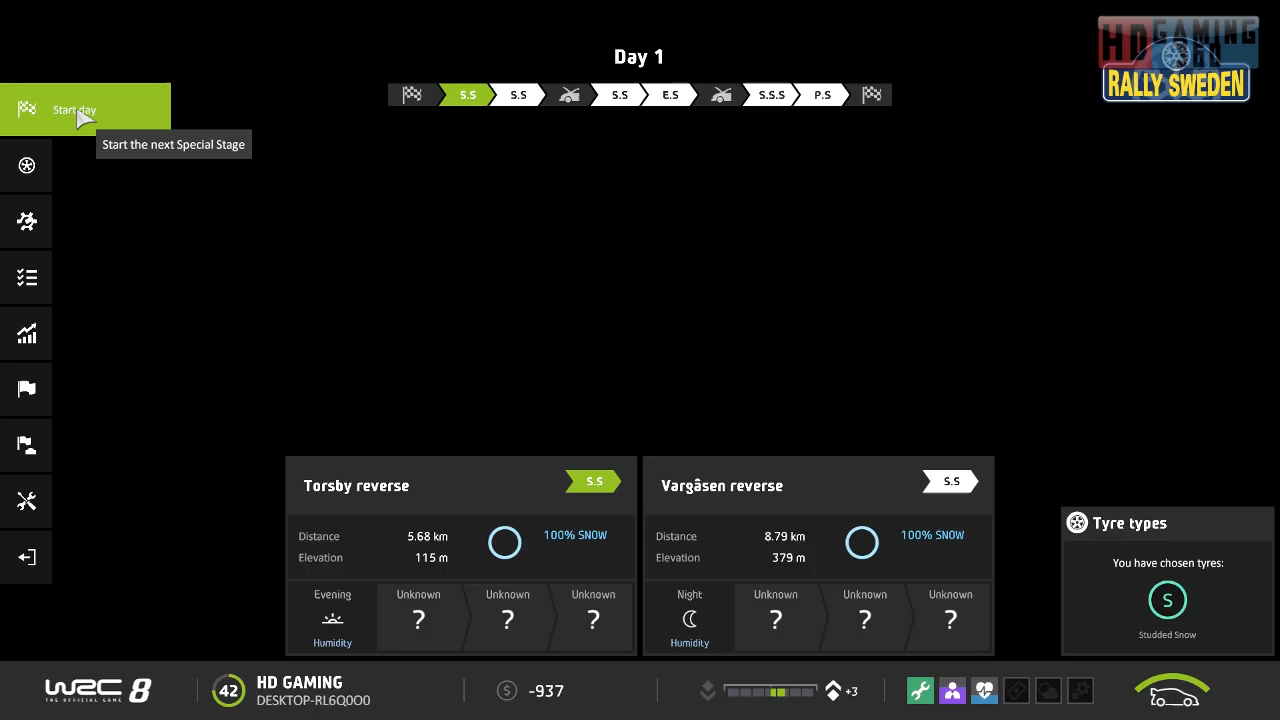 Day 1
HD GAMING
RALLY SWEDEN
S.S
S.S
S.S
E.S
S.S.S
P.S
Start day
Start the next Special Stage
Torsby reverse
S.S
Distance
5.68 km
100% SNOW
Elevation
115 m
Evening
Unknown
Unknown
Unknown
?
?
?
Humidity
Vargåsen reverse
S.S
Distance
8.79 km
100% SNOW
Elevation
379 m
Night
Unknown
Unknown
Unknown
?
?
?
Humidity
Tyre types
You have chosen tyres:
S
Studded Snow
WRC 8
THE OFFICIAL GAME
42
HD GAMING
DESKTOP-RL6Q0O0
S
-937
+3